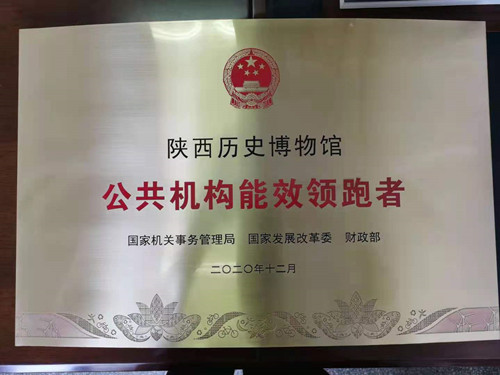 陕西历史博物馆
公共机构能效领跑者
国家机关事务管理局 国家发展改革委 财政部
二〇二〇年十二月